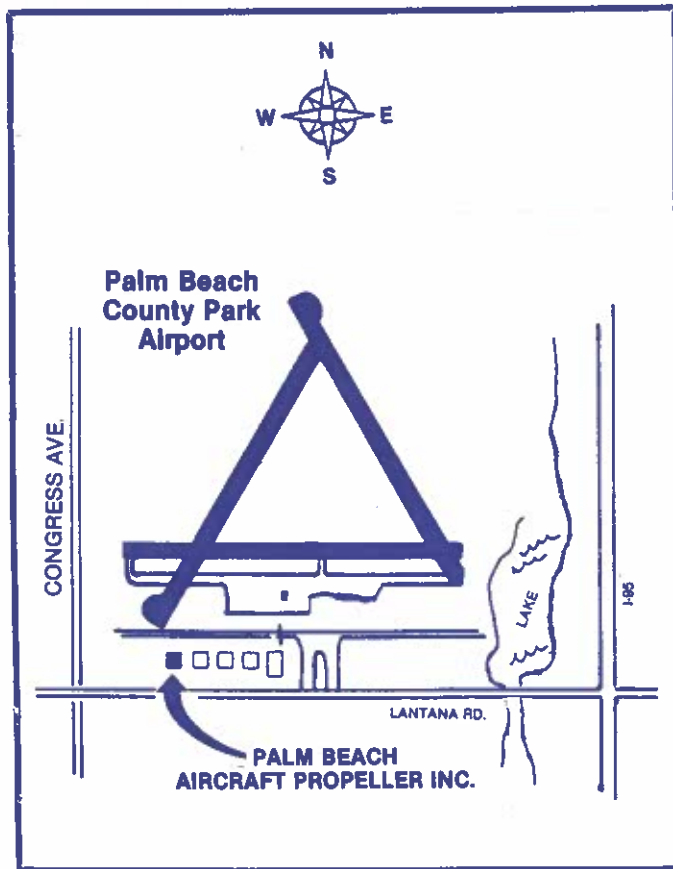 N
W E
S
Palm Beach
County Park
Airport
CONGRESS AVE.
LAKE
I-95
LANTANA RD.
PALM BEACH
AIRCRAFT PROPELLER INC.